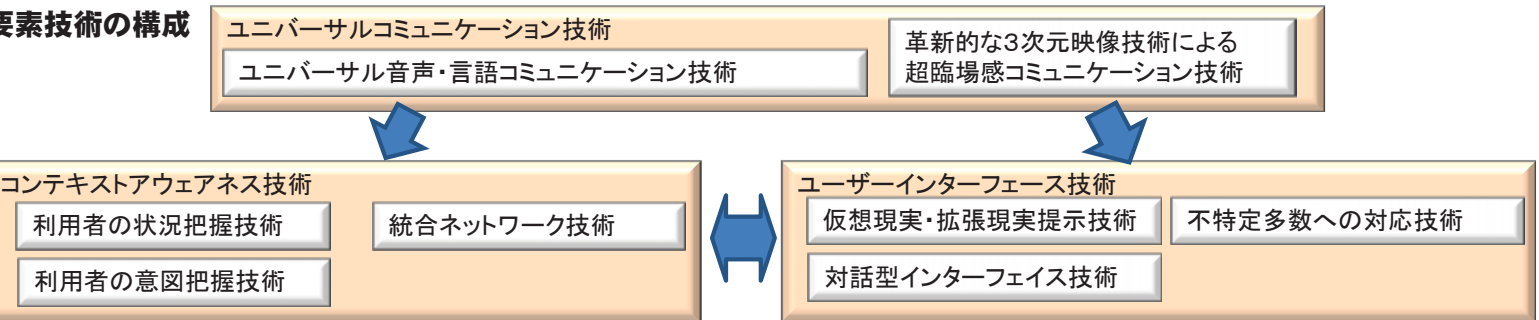 要素技術の構成
ユニバーサルコミュニケーション技術
ユニバーサル音声・言語コミュニケーション技術
革新的な3次元映像技術による
超臨場感コミュニケーション技術
コンテキストアウェアネス技術
利用者の状況把握技術
統合ネットワーク技術
利用者の意図把握技術
ユーザーインターフェース技術
仮想現実・拡張現実提示技術
不特定多数への対応技術
対話型インターフェイス技術